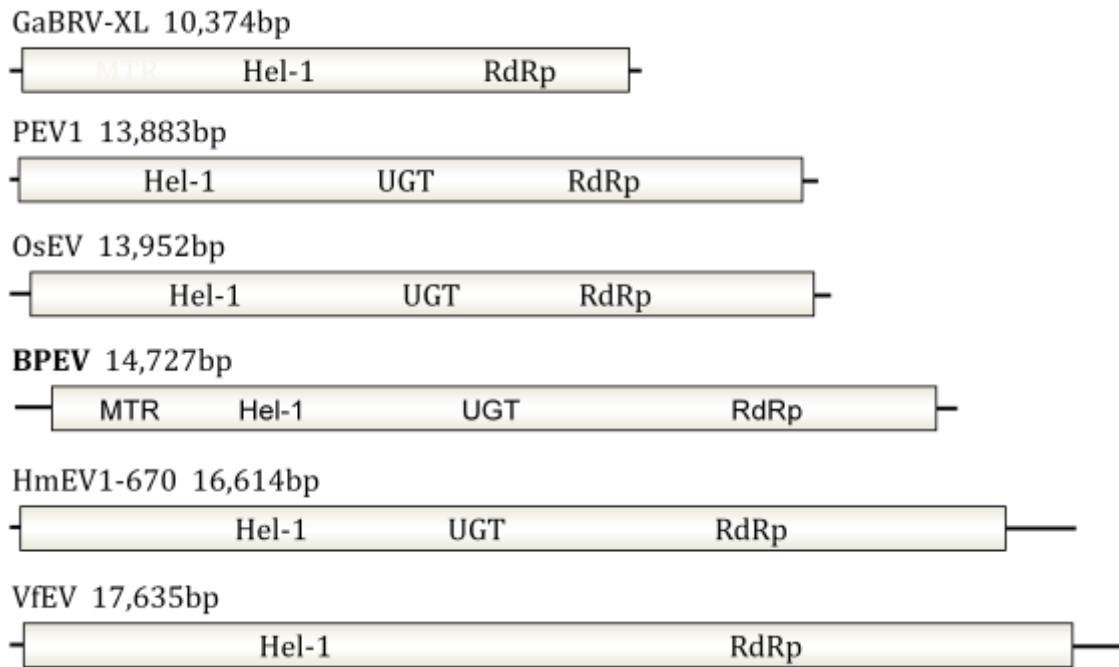 GaBRV-XL 10,374bp
MTR Hel-1 RdRp
PEV1 13,883bp
Hel-1 UGT RdRp
OsEV 13,952bp
Hel-1 UGT RdRp
BPEV 14,727bp
MTR Hel-1 UGT RdRp
HmEV1-670 16,614bp
Hel-1 UGT RdRp
VfEV 17,635bp
Hel-1 RdRp